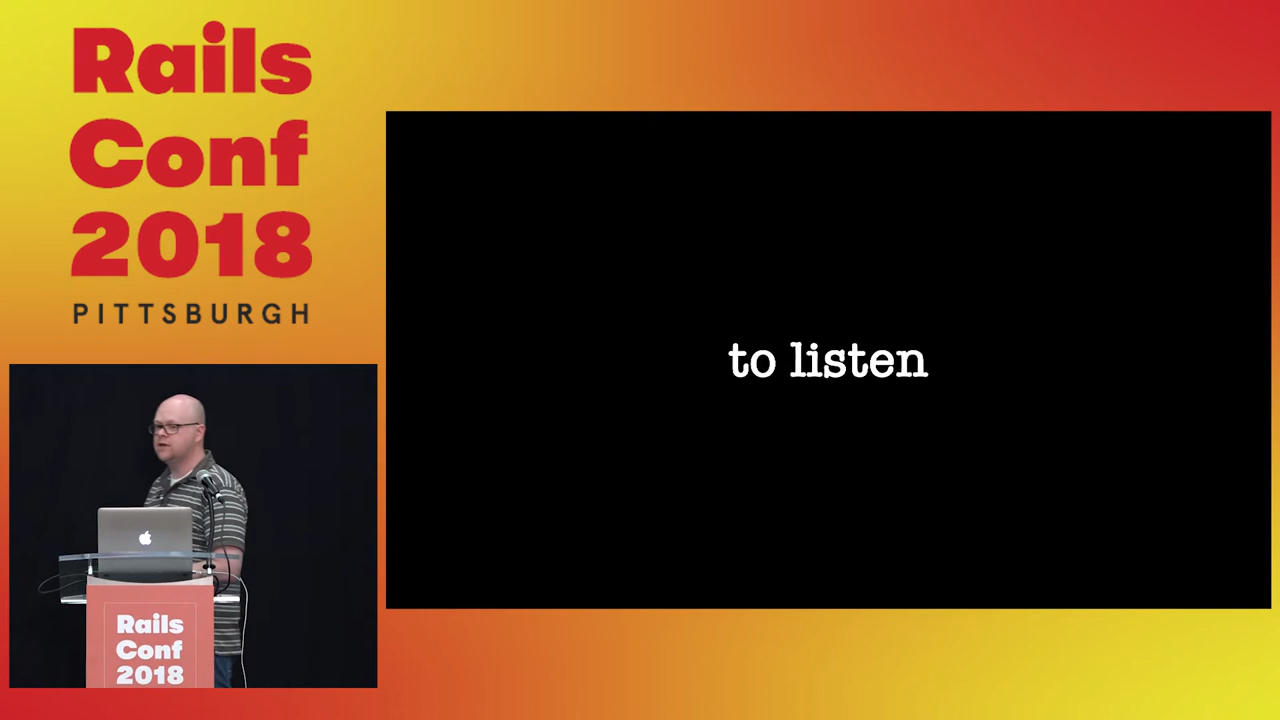 Rails
Conf
2018
PITTSBURGH
to listen
Rails
Conf
2018